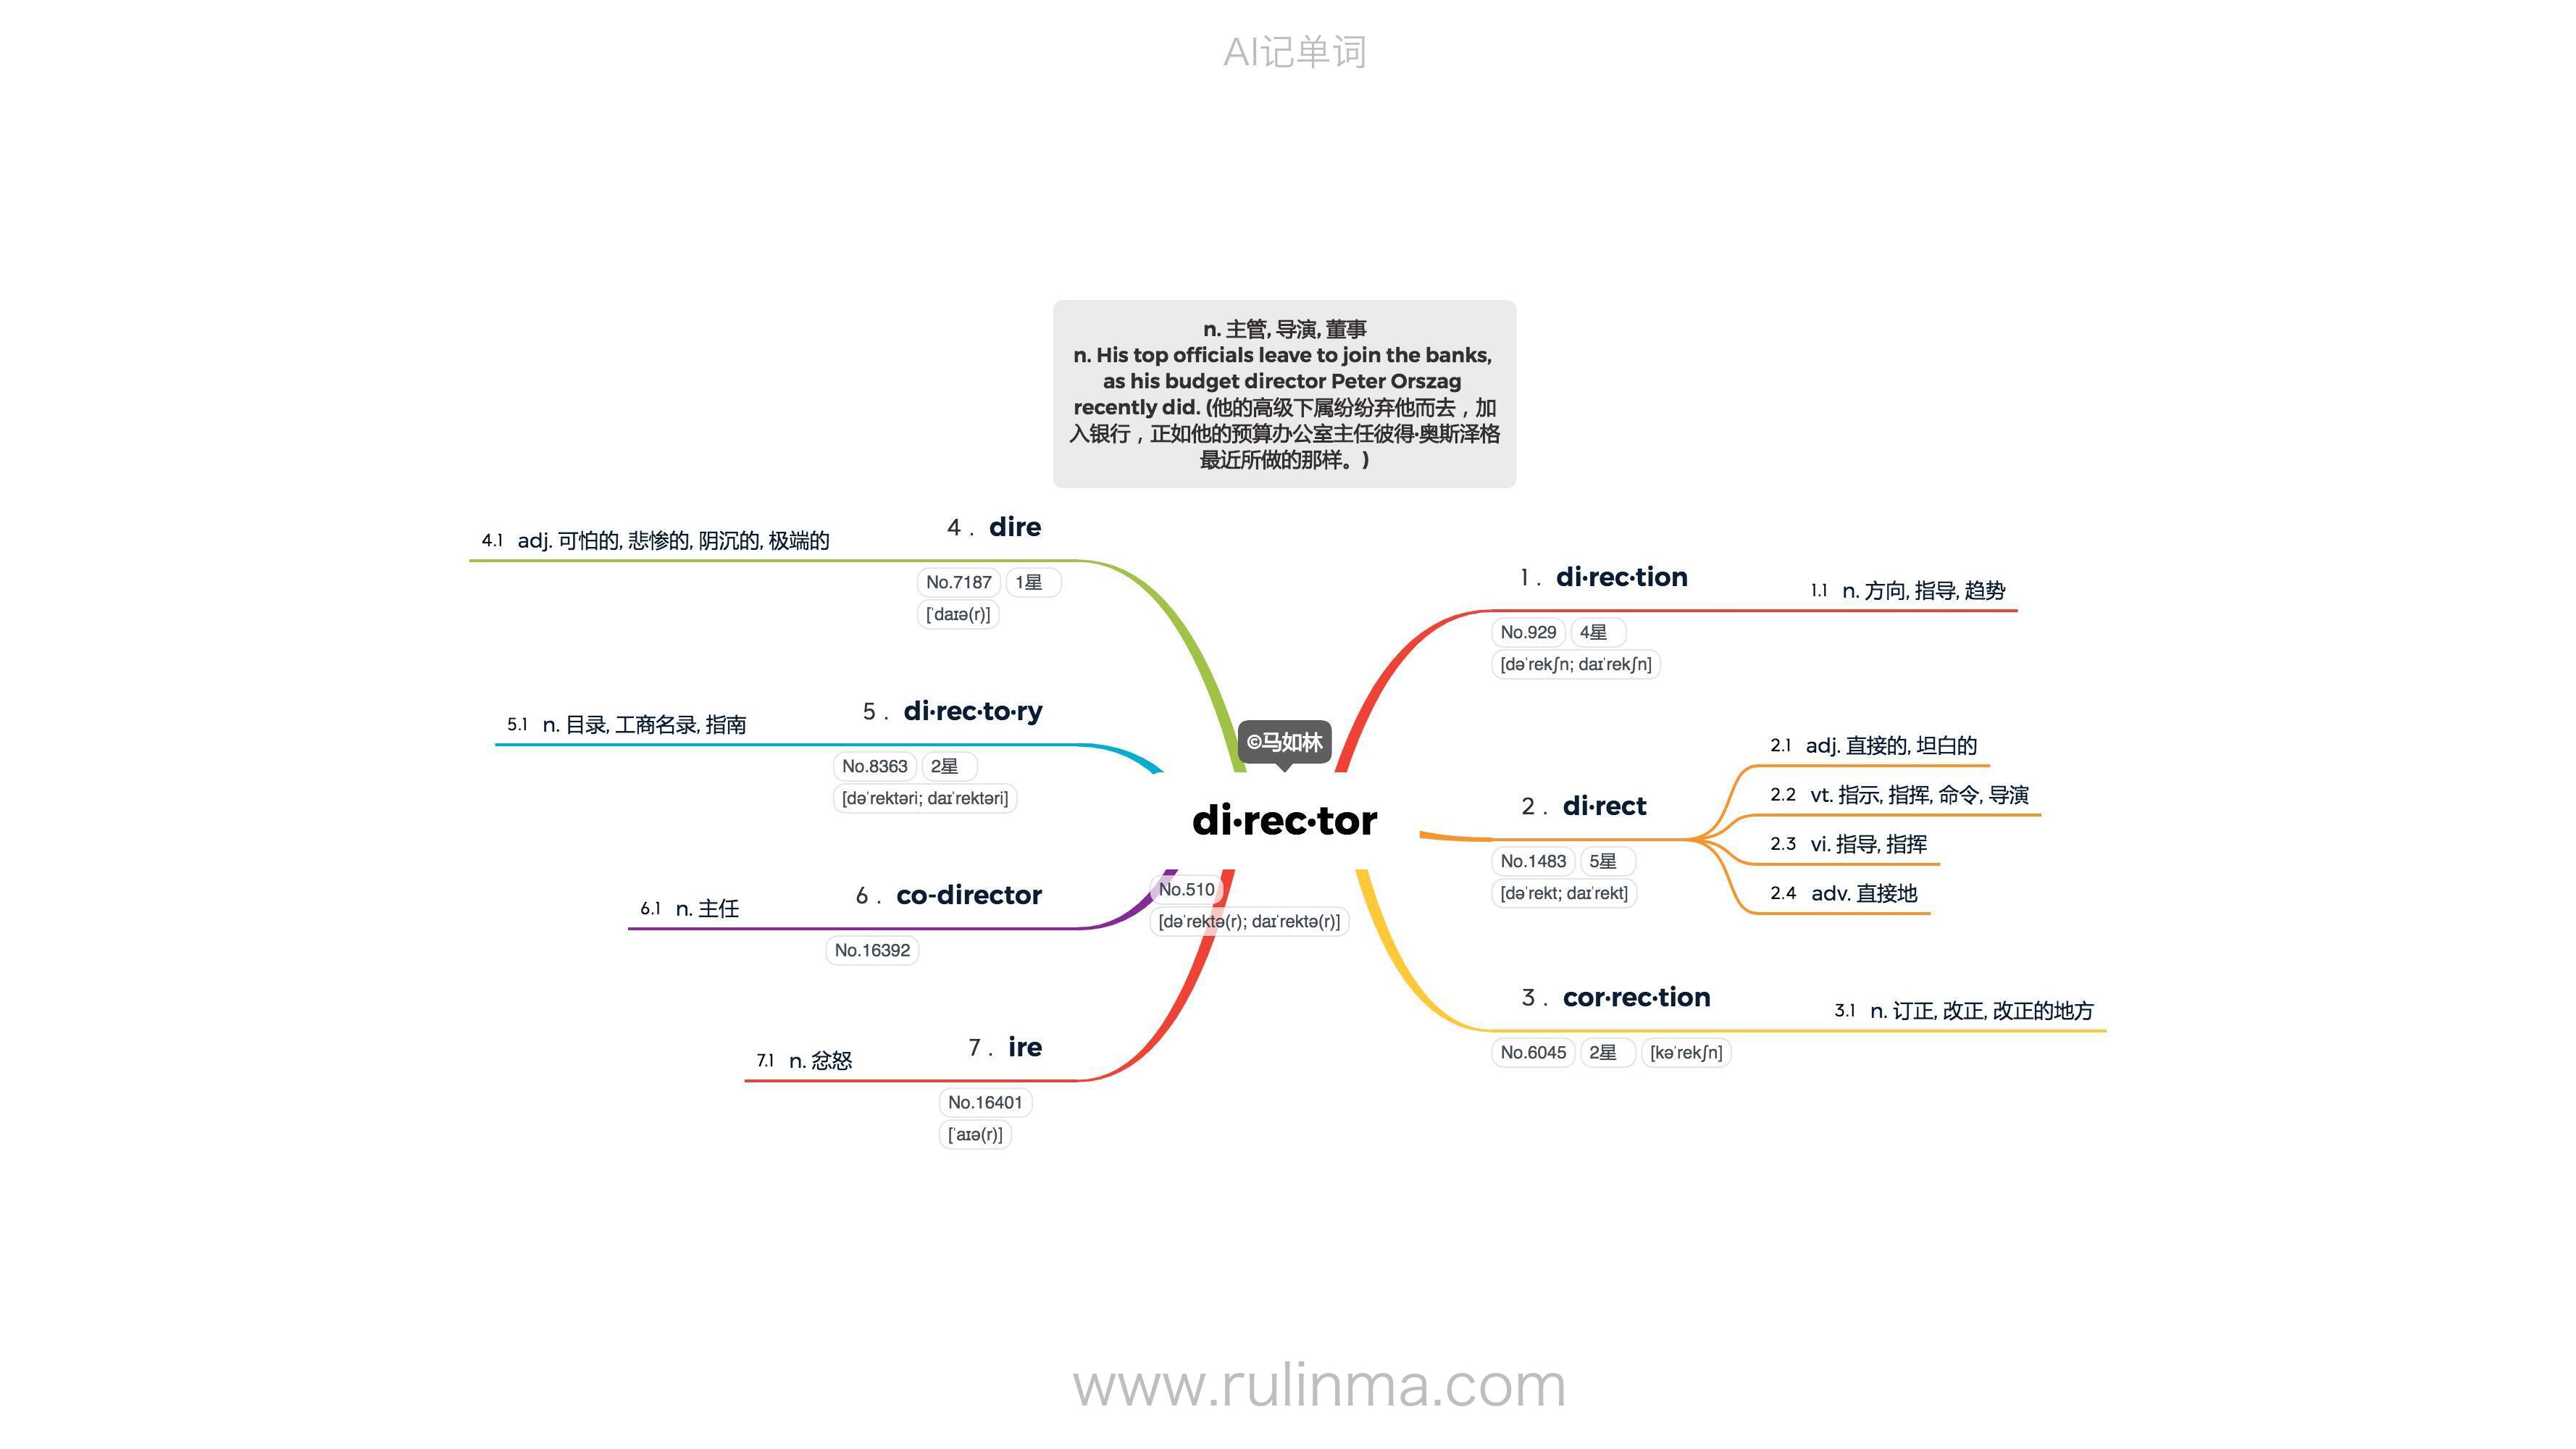 AI记单词
n. 主管, 导演, 董事
n. His top officials leave to join the banks,
as his budget director Peter Orszag
recently did. (他的高级下属纷纷弃他而去，加
入银行，正如他的预算办公室主任彼得·奥斯泽格
最近所做的那样。)
©马如林
di·rec·tor
No.510
[dəˈrektə(r); daɪˈrektə(r)]
1. di·rec·tion
No.929 4星
[dəˈrekʃn; daɪˈrekʃn]
1.1 n. 方向, 指导, 趋势
2. di·rect
No.1483 5星
[dəˈrekt; daɪˈrekt]
2.1 adj. 直接的, 坦白的
2.2 vt. 指示, 指挥, 命令, 导演
2.3 vi. 指导, 指挥
2.4 adv. 直接地
3. cor·rec·tion
No.6045 2星 [kəˈrekʃn]
3.1 n. 订正, 改正, 改正的地方
4. dire
No.7187 1星
[ˈdaɪə(r)]
4.1 adj. 可怕的, 悲惨的, 阴沉的, 极端的
5. di·rec·to·ry
No.8363 2星
[dəˈrektəri; daɪˈrektəri]
5.1 n. 目录, 工商名录, 指南
6. co-director
No.16392
6.1 n. 主任
7. ire
No.16401
[ˈaɪə(r)]
7.1 n. 忿怒
www.rulinma.com